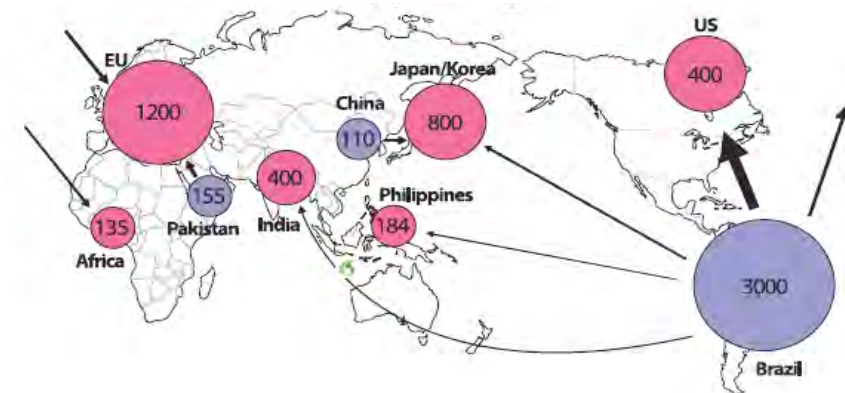 US
EU
400
Japan/Korea
China
1200
800
110
400
Philippines
155
India
184
135
Pakistan
Africa
3000
Brazil